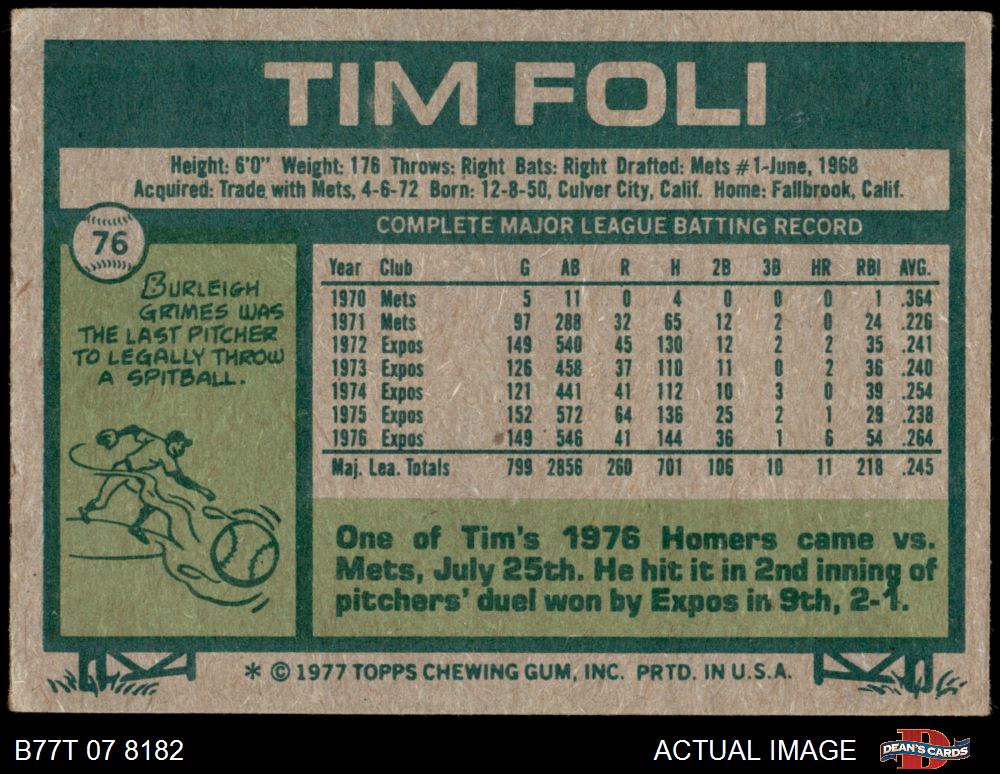 TIM FOLI
Height: 6'0" Weight: 176 Throws: Right Bats: Right Drafted: Mets #1-June, 1968
Acquired: Trade with Mets, 4-6-72 Born: 12-8-50, Culver City, Calif. Home: Fallbrook, Calif.
76
BURLEIGH
GRIMES WAS
THE LAST PITCHER
TO LEGALLY THROW
A SPITBALL.
COMPLETE MAJOR LEAGUE BATTING RECORD
Year Club G AB R H 2B 3B HR RBI AVG.
1970 Mets 5 11 0 4 0 0 0 1 .364
1971 Mets 97 288 32 65 12 2 0 24 .226
1972 Expos 149 540 45 130 12 2 2 35 .241
1973 Expos 126 458 37 110 11 0 2 36 .240
1974 Expos 121 441 41 112 10 3 0 39 .254
1975 Expos 152 572 64 136 25 2 1 29 .238
1976 Expos 149 546 41 144 36 1 6 54 .264
Maj. Lea. Totals 799 2856 260 701 106 10 11 218 .245
One of Tim's 1976 Homers came vs.
Mets, July 25th. He hit it in 2nd inning of
pitchers' duel won by Expos in 9th, 2-1.
* © 1977 TOPPS CHEWING GUM, INC. PRTD. IN U.S.A.
B77T 07 8182 ACTUAL IMAGE
DEAN'S CARDS